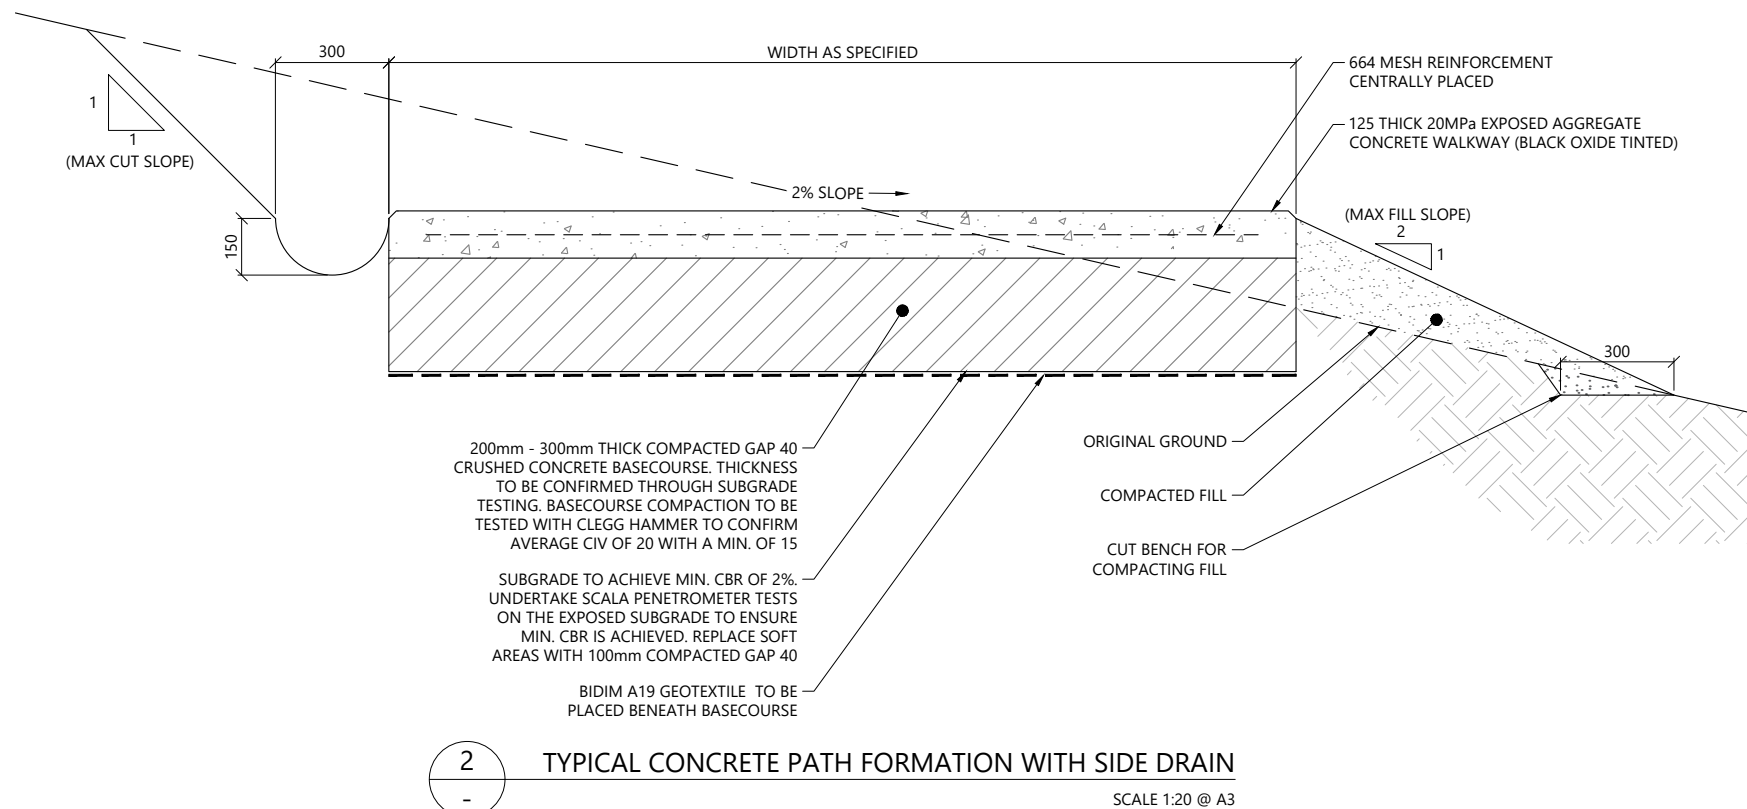 300
WIDTH AS SPECIFIED
664 MESH REINFORCEMENT
CENTRALLY PLACED
1
1
(MAX CUT SLOPE)
125 THICK 20MPa EXPOSED AGGREGATE
CONCRETE WALKWAY (BLACK OXIDE TINTED)
2% SLOPE
(MAX FILL SLOPE)
2
1
150
300
200mm - 300mm THICK COMPACTED GAP 40
CRUSHED CONCRETE BASECOURSE. THICKNESS
TO BE CONFIRMED THROUGH SUBGRADE
TESTING. BASECOURSE COMPACTION TO BE
TESTED WITH CLEGG HAMMER TO CONFIRM
AVERAGE CIV OF 20 WITH A MIN. OF 15
SUBGRADE TO ACHIEVE MIN. CBR OF 2%.
UNDERTAKE SCALA PENETROMETER TESTS
ON THE EXPOSED SUBGRADE TO ENSURE
MIN. CBR IS ACHIEVED. REPLACE SOFT
AREAS WITH 100mm COMPACTED GAP 40
BIDIM A19 GEOTEXTILE TO BE
PLACED BENEATH BASECOURSE
ORIGINAL GROUND
COMPACTED FILL
CUT BENCH FOR
COMPACTING FILL
2
-
TYPICAL CONCRETE PATH FORMATION WITH SIDE DRAIN
SCALE 1:20 @ A3